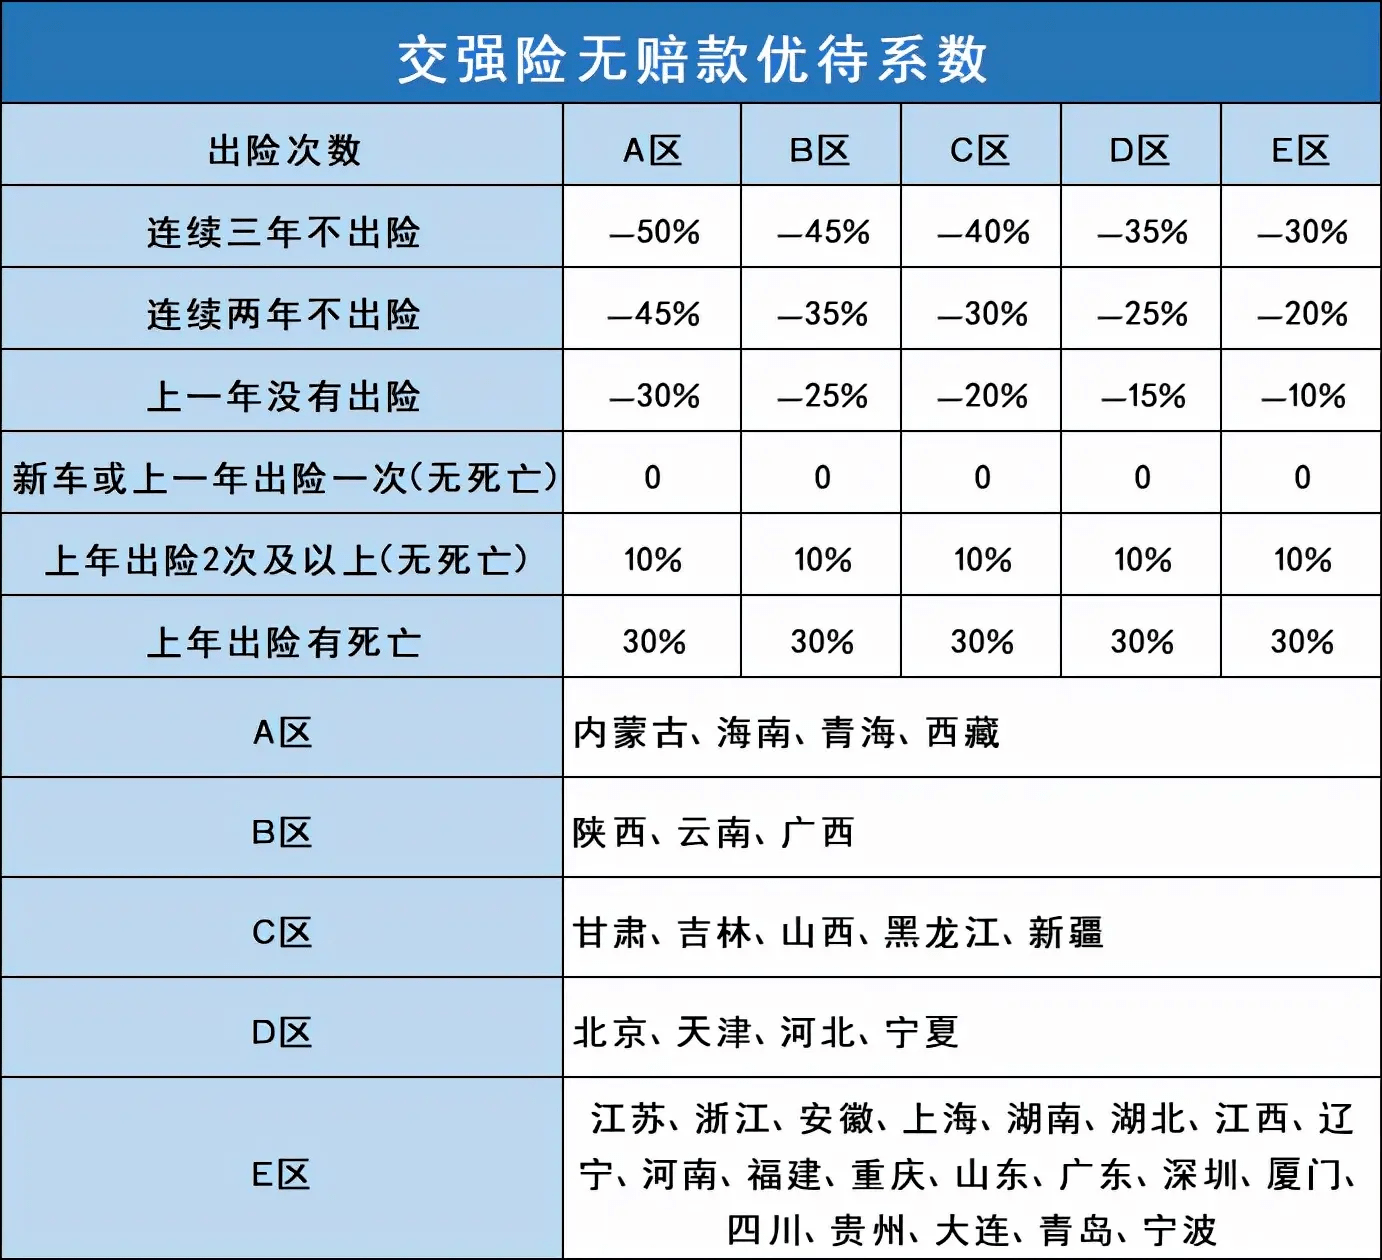 交强险无赔款优待系数
出险次数 A区 B区 C区 D区 E区
连续三年不出险 —50% —45% —40% —35% —30%
连续两年不出险 —45% —35% —30% —25% —20%
上一年没有出险 —30% —25% —20% —15% —10%
新车或上一年出险一次(无死亡) 0 0 0 0 0
上年出险2次及以上(无死亡) 10% 10% 10% 10% 10%
上年出险有死亡 30% 30% 30% 30% 30%
A区 内蒙古、海南、青海、西藏
B区 陕西、云南、广西
C区 甘肃、吉林、山西、黑龙江、新疆
D区 北京、天津、河北、宁夏
E区
江苏、浙江、安徽、上海、湖南、湖北、江西、辽
宁、河南、福建、重庆、山东、广东、深圳、厦门、
四川、贵州、大连、青岛、宁波